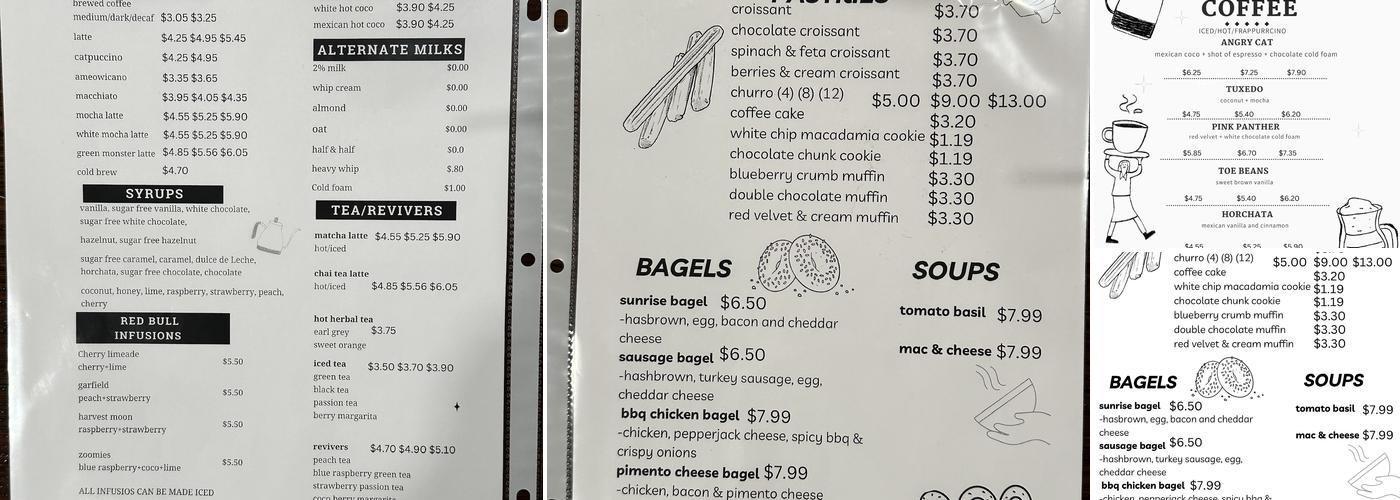 brewed coffee
medium/dark/decaf $3.05 $3.25
latte $4.25 $4.95 $5.45
catpuccino $4.25 $4.95
ameowicano $3.35 $3.65
macchiato $3.95 $4.05 $4.35
mocha latte $4.55 $5.25 $5.90
white mocha latte $4.55 $5.25 $5.90
green monster latte $4.85 $5.56 $6.05
cold brew $4.70
SYRUPS
vanilla, sugar free vanilla, white chocolate,
sugar free white chocolate,
hazelnut, sugar free hazelnut
sugar free caramel, caramel, dulce de Leche,
horchata, sugar free chocolate, chocolate
coconut, honey, lime, raspberry, strawberry, peach,
cherry
RED BULL
INFUSIONS
Cherry limeade
cherry+lime $5.50
garfield
peach+strawberry $5.50
harvest moon
raspberry+strawberry $5.50
zoomies
blue raspberry+coco+lime $5.50
ALL INFUSIOS CAN BE MADE ICED
white hot coco $3.90 $4.25
mexican hot coco $3.90 $4.25
ALTERNATE MILKS
2% milk $0.00
whip cream $0.00
almond $0.00
oat $0.00
half & half $0.0
heavy whip $.80
Cold foam $1.00
TEA/REVIVERS
matcha latte $4.55 $5.25 $5.90
hot/iced
chai tea latte
hot/iced $4.85 $5.56 $6.05
hot herbal tea
earl grey $3.75
sweet orange
iced tea $3.50 $3.70 $3.90
green tea
black tea
passion tea
berry margarita
revivers $4.70 $4.90 $5.10
peach tea
blue raspberry green tea
strawberry passion tea
coco berry margarita
PASTRIES
croissant $3.70
chocolate croissant $3.70
spinach & feta croissant $3.70
berries & cream croissant $3.70
churro (4) (8) (12) $5.00 $9.00 $13.00
coffee cake $3.20
white chip macadamia cookie $1.19
chocolate chunk cookie $1.19
blueberry crumb muffin $3.30
double chocolate muffin $3.30
red velvet & cream muffin $3.30
BAGELS
sunrise bagel $6.50
-hasbrown, egg, bacon and cheddar
cheese
sausage bagel $6.50
-hashbrown, turkey sausage, egg,
cheddar cheese
bbq chicken bagel $7.99
-chicken, pepperjack cheese, spicy bbq &
crispy onions
pimento cheese bagel $7.99
-chicken, bacon & pimento cheese
SOUPS
tomato basil $7.99
mac & cheese $7.99
COFFEE
ICED/HOT/FRAPPURRCINO
ANGRY CAT
mexican coco + shot of espresso + chocolate cold foam
$6.25 $7.25 $7.90
TUXEDO
coconut + mocha
$4.75 $5.40 $6.20
PINK PANTHER
red velvet + white chocolate cold foam
$5.85 $6.70 $7.35
TOE BEANS
sweet brown vanilla
$4.75 $5.40 $6.20
HORCHATA
mexican vanilla and cinnamon
$4.55 $5.25 $5.90
churro (4) (8) (12) $5.00 $9.00 $13.00
coffee cake $3.20
white chip macadamia cookie $1.19
chocolate chunk cookie $1.19
blueberry crumb muffin $3.30
double chocolate muffin $3.30
red velvet & cream muffin $3.30
BAGELS
sunrise bagel $6.50
-hasbrown, egg, bacon and cheddar
cheese
sausage bagel $6.50
-hashbrown, turkey sausage, egg,
cheddar cheese
bbq chicken bagel $7.99
-chicken, pepperjack cheese, spicy bbq &
SOUPS
tomato basil $7.99
mac & cheese $7.99